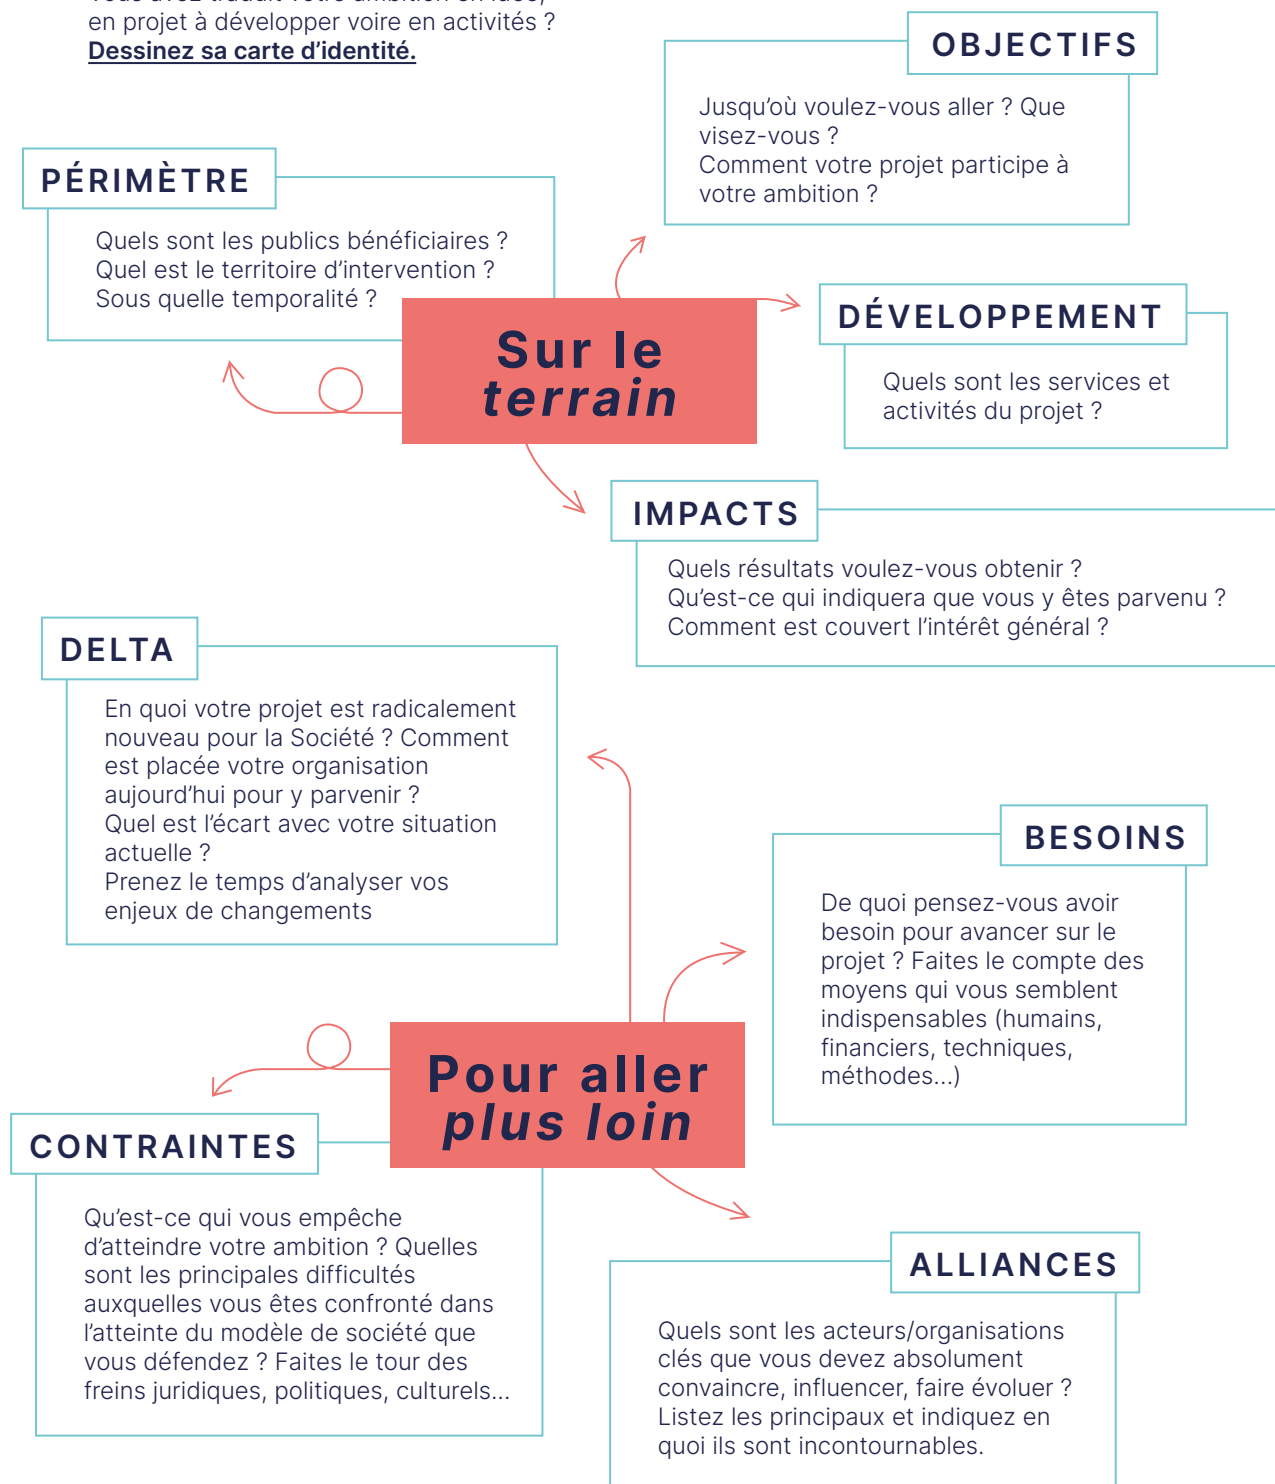 en projet à développer voire en activités ?
Dessinez sa carte d'identité.
OBJECTIFS
Jusqu'où voulez-vous aller ? Que
visez-vous ?
Comment votre projet participe à
votre ambition ?
PÉRIMÈTRE
Quels sont les publics bénéficiaires ?
Quel est le territoire d'intervention ?
Sous quelle temporalité ?
Sur le
terrain
DÉVELOPPEMENT
Quels sont les services et
activités du projet ?
IMPACTS
Quels résultats voulez-vous obtenir ?
Qu'est-ce qui indiquera que vous y êtes parvenu ?
Comment est couvert l'intérêt général ?
DELTA
En quoi votre projet est radicalement
nouveau pour la Société ? Comment
est placée votre organisation
aujourd'hui pour y parvenir ?
Quel est l'écart avec votre situation
actuelle ?
Prenez le temps d'analyser vos
enjeux de changements
BESOINS
De quoi pensez-vous avoir
besoin pour avancer sur le
projet ? Faites le compte des
moyens qui vous semblent
indispensables (humains,
financiers, techniques,
méthodes...)
Pour aller
plus loin
CONTRAINTES
Qu'est-ce qui vous empêche
d'atteindre votre ambition ? Quelles
sont les principales difficultés
auxquelles vous êtes confronté dans
l'atteinte du modèle de société que
vous défendez ? Faites le tour des
freins juridiques, politiques, culturels...
ALLIANCES
Quels sont les acteurs/organisations
clés que vous devez absolument
convaincre, influencer, faire évoluer ?
Listez les principaux et indiquez en
quoi ils sont incontournables.